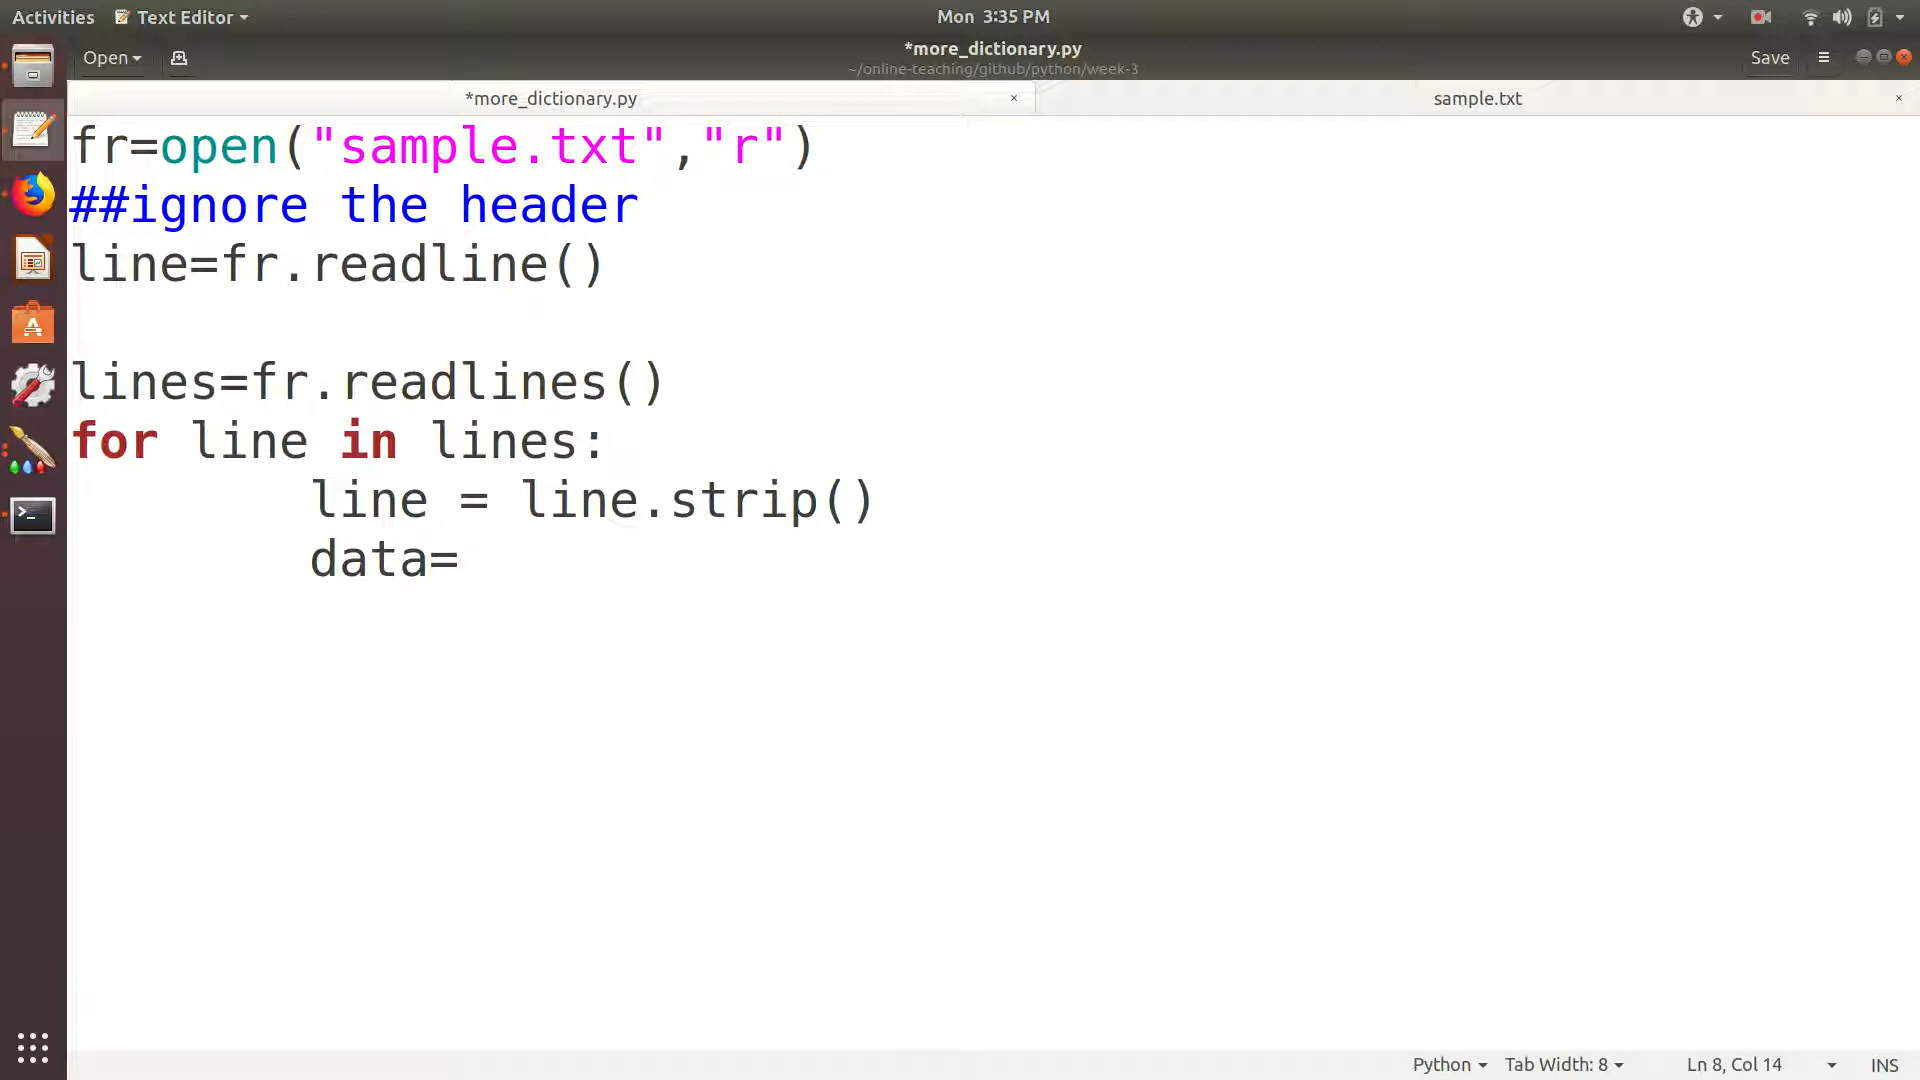 Activities Text Editor Mon 3:35 PM
Open *more_dictionary.py Save
~/online-teaching/github/python/week-3
*more_dictionary.py × sample.txt ×
fr=open("sample.txt","r")
##ignore the header
line=fr.readline()
lines=fr.readlines()
for line in lines:
line = line.strip()
data=
Python Tab Width: 8 Ln 8, Col 14 INS